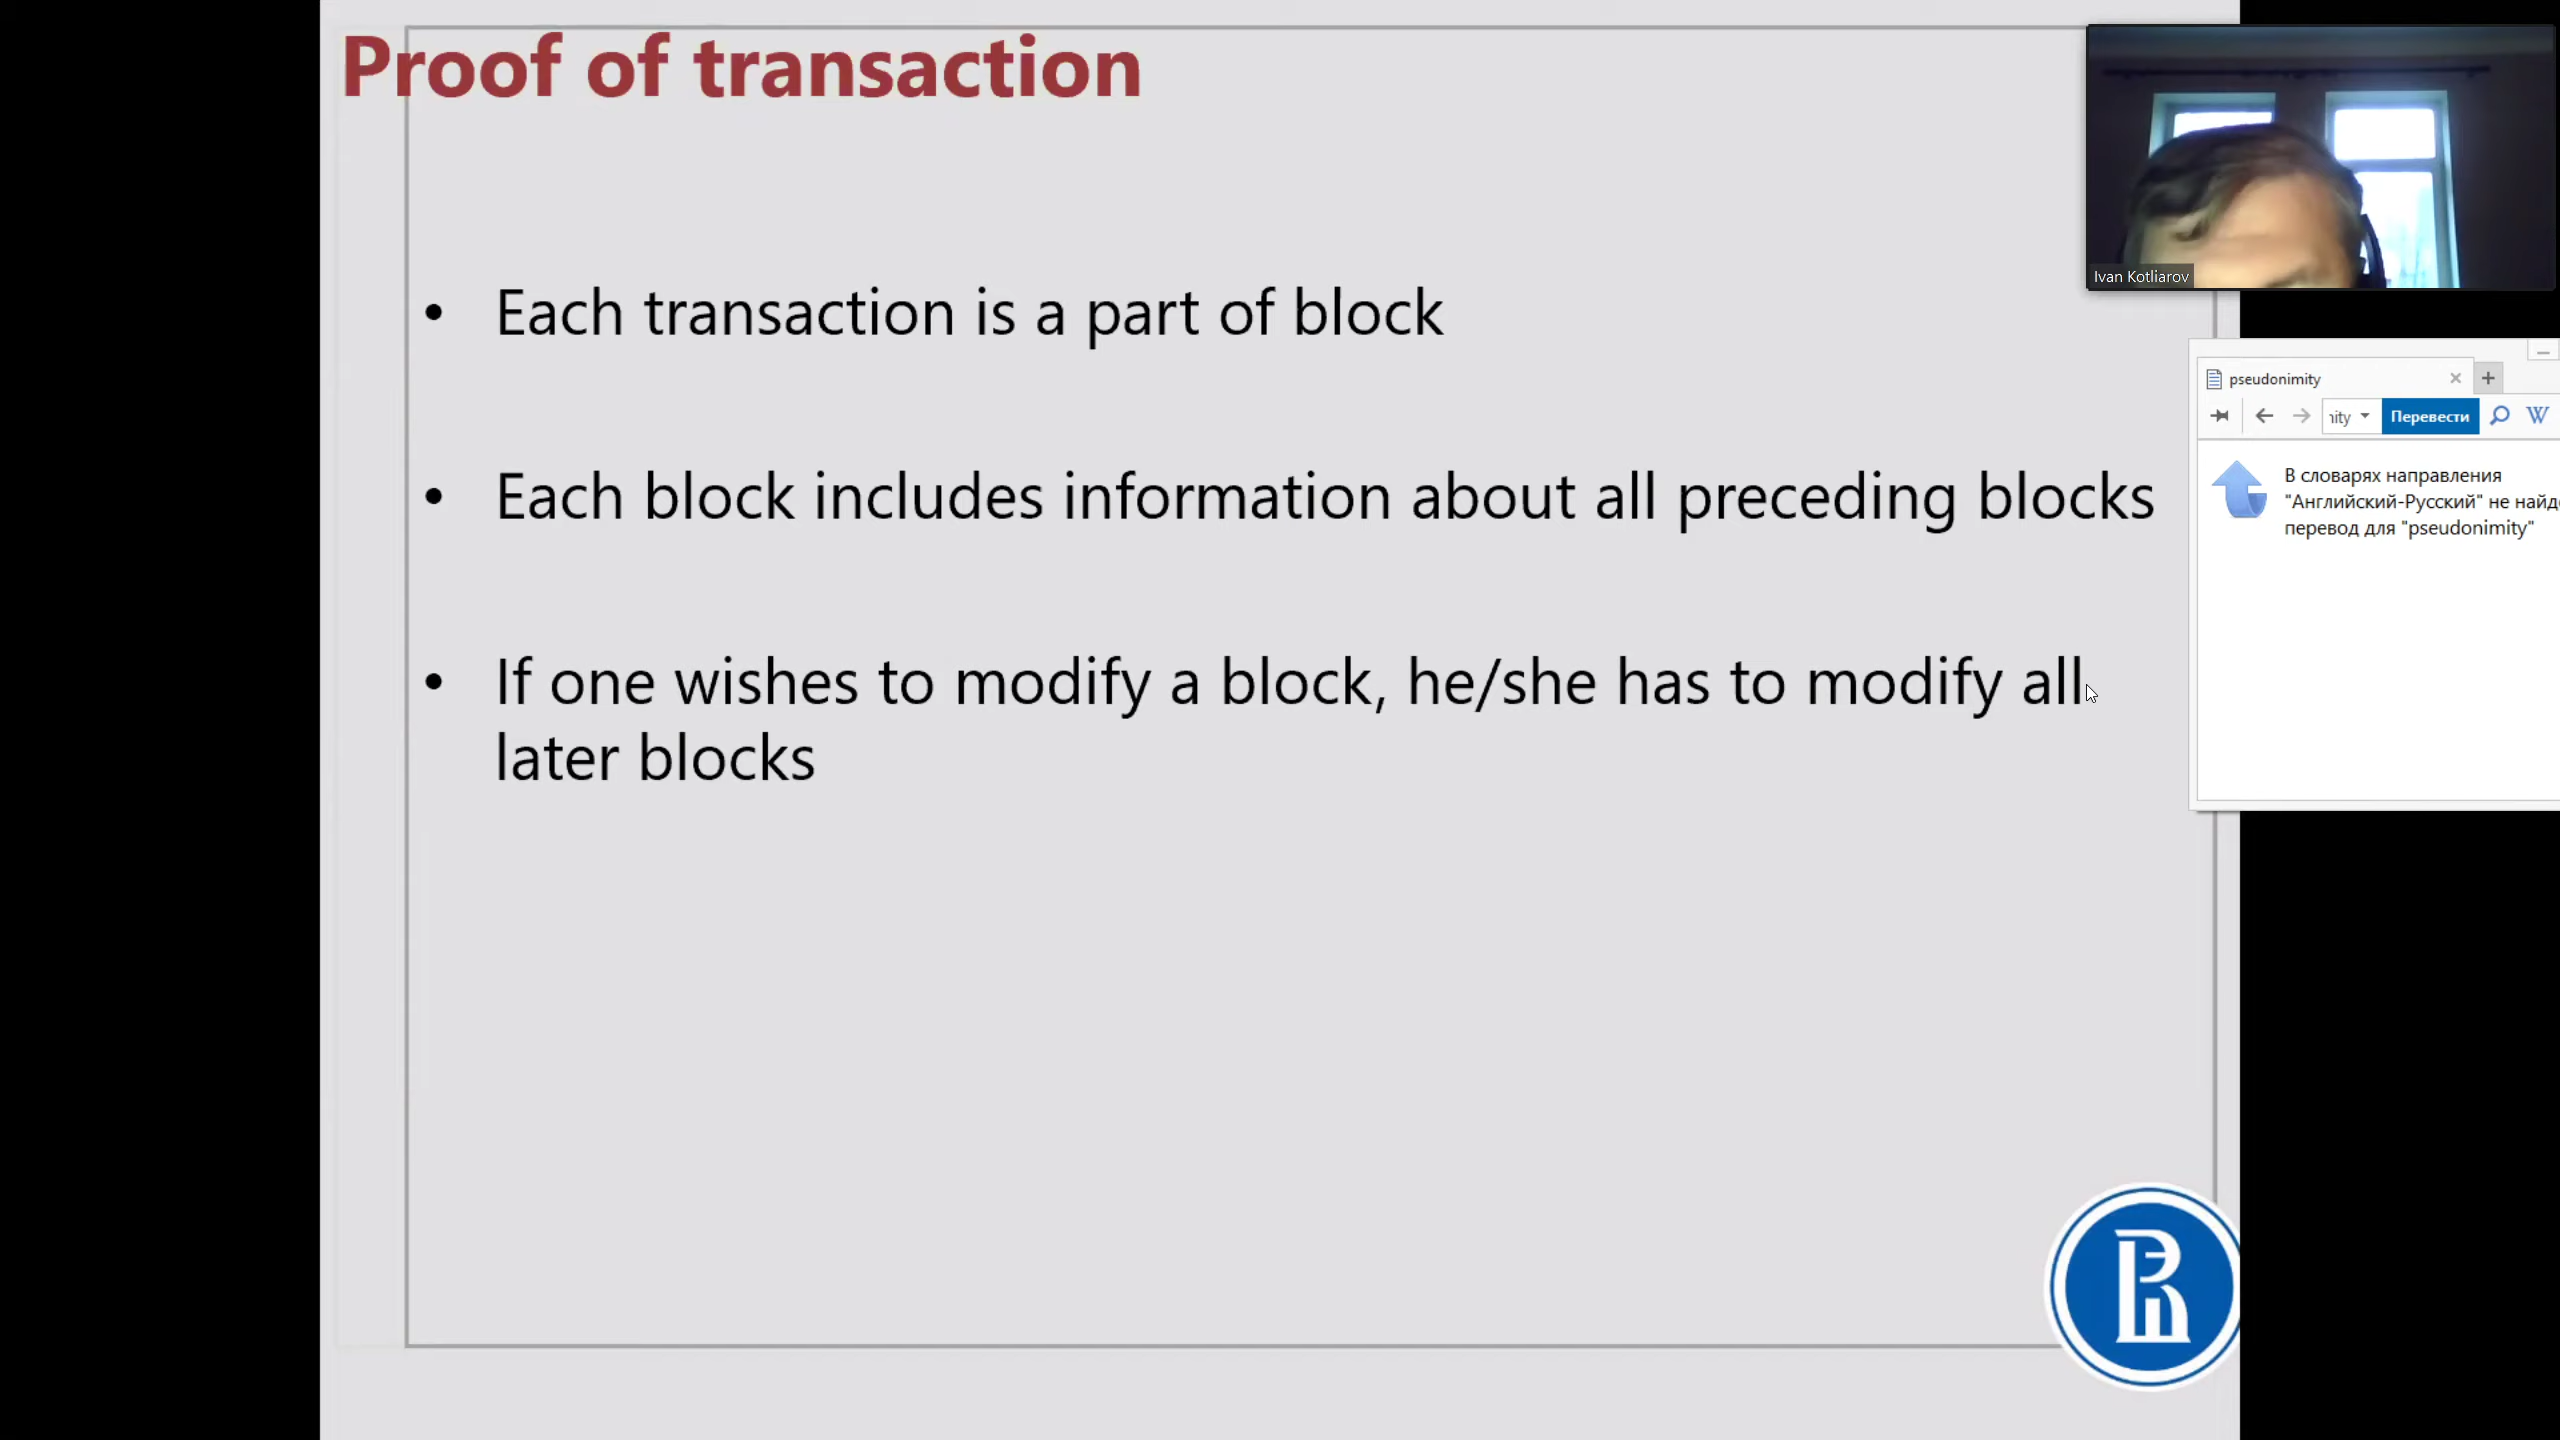 Proof of transaction
• Each transaction is a part of block
• Each block includes information about all preceding blocks
• If one wishes to modify a block, he/she has to modify all
later blocks
Ivan Kotliarov
pseudonimity
nity Перевести W
В словарях направления
"Английский-Русский" не найд
перевод для "pseudonimity"